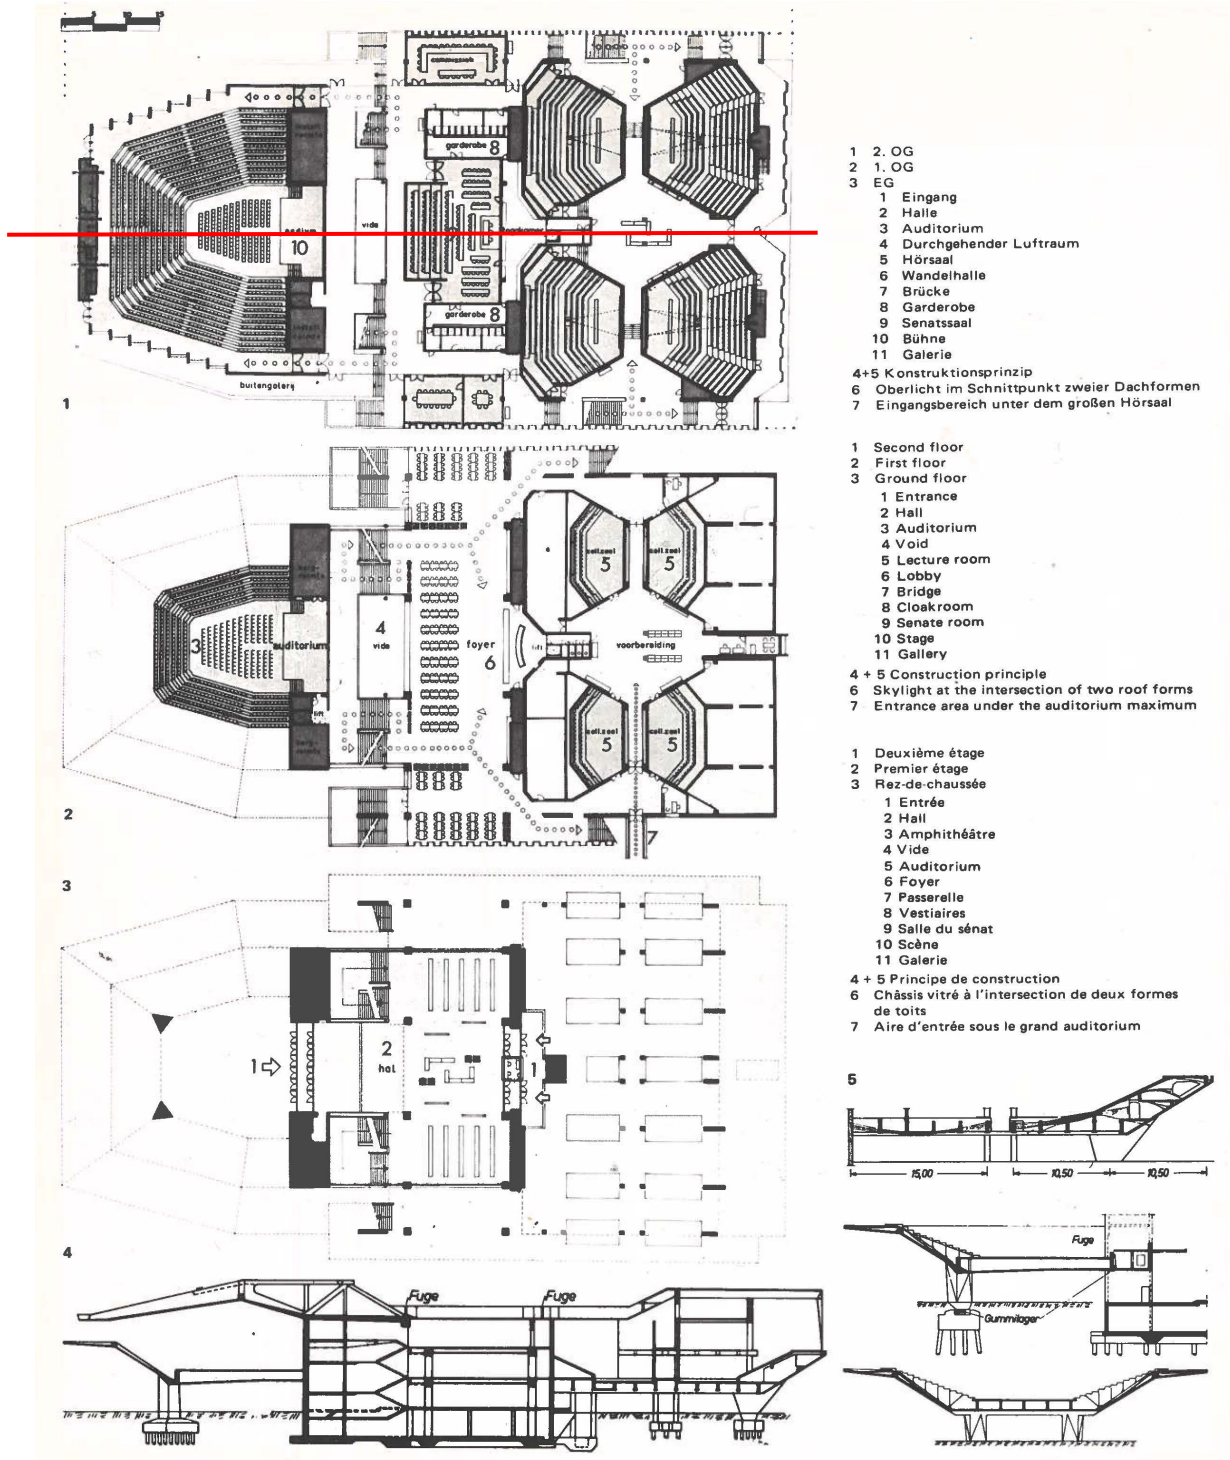 5 10 15
garderobe 8
vide
podium
10
garderobe 8
buitengalerij
1
1 2. OG
2 1. OG
3 EG
1 Eingang
2 Halle
3 Auditorium
4 Durchgehender Luftraum
5 Hörsaal
6 Wandelhalle
7 Brücke
8 Garderobe
9 Senatssaal
10 Bühne
11 Galerie
4+5 Konstruktionsprinzip
6 Oberlicht im Schnittpunkt zweier Dachformen
7 Eingangsbereich unter dem großen Hörsaal
1 Second floor
2 First floor
3 Ground floor
1 Entrance
2 Hall
3 Auditorium
4 Void
5 Lecture room
6 Lobby
7 Bridge
8 Cloakroom
9 Senate room
10 Stage
11 Gallery
4 + 5 Construction principle
6 Skylight at the intersection of two roof forms
7 Entrance area under the auditorium maximum
1 Deuxième étage
2 Premier étage
3 Rez-de-chaussée
1 Entrée
2 Hall
3 Amphithéâtre
4 Vide
5 Auditorium
6 Foyer
7 Passerelle
8 Vestiaires
9 Salle du sénat
10 Scène
11 Galerie
4 + 5 Principe de construction
6 Châssis vitré à l'intersection de deux formes
de toits
7 Aire d'entrée sous le grand auditorium
coll.zaal coll.zaal
5 5
3 auditorium
4
vide
foyer
6
lift
voorbereiding
lift
coll.zaal coll.zaal
5 5
2
7
3
1
2
hal
1
4
Fuge Fuge
5
15,00 10,50 10,50
Fuge
Gummilager